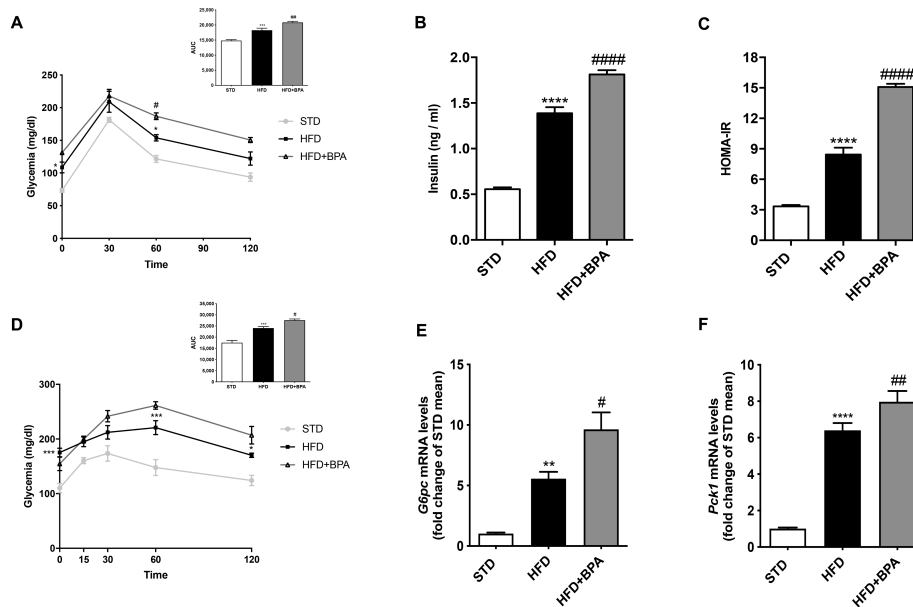 A
25,000
20,000
15,000
10,000
5,000
0
AUC
***
##
STD
HFD
HFD+BPA
250
200
150
100
50
0
Glycemia (mg/dl)
*
#
*
0
30
60
90
120
Time
STD
HFD
HFD+BPA
B
2.0
1.5
1.0
0.5
0.0
Insulin (ng / ml)
****
####
STD
HFD
HFD+BPA
C
18
15
12
9
6
3
0
HOMA-IR
****
####
STD
HFD
HFD+BPA
D
35,000
30,000
25,000
20,000
15,000
10,000
5,000
0
AUC
***
#
STD
HFD
HFD+BPA
300
200
100
0
Glycemia (mg/dl)
***
***
*
0
15
30
60
120
Time
STD
HFD
HFD+BPA
E
15
10
5
0
G6pc mRNA levels
(fold change of STD mean)
**
#
STD
HFD
HFD+BPA
F
10
8
6
4
2
0
Pck1 mRNA levels
(fold change of STD mean)
****
##
STD
HFD
HFD+BPA